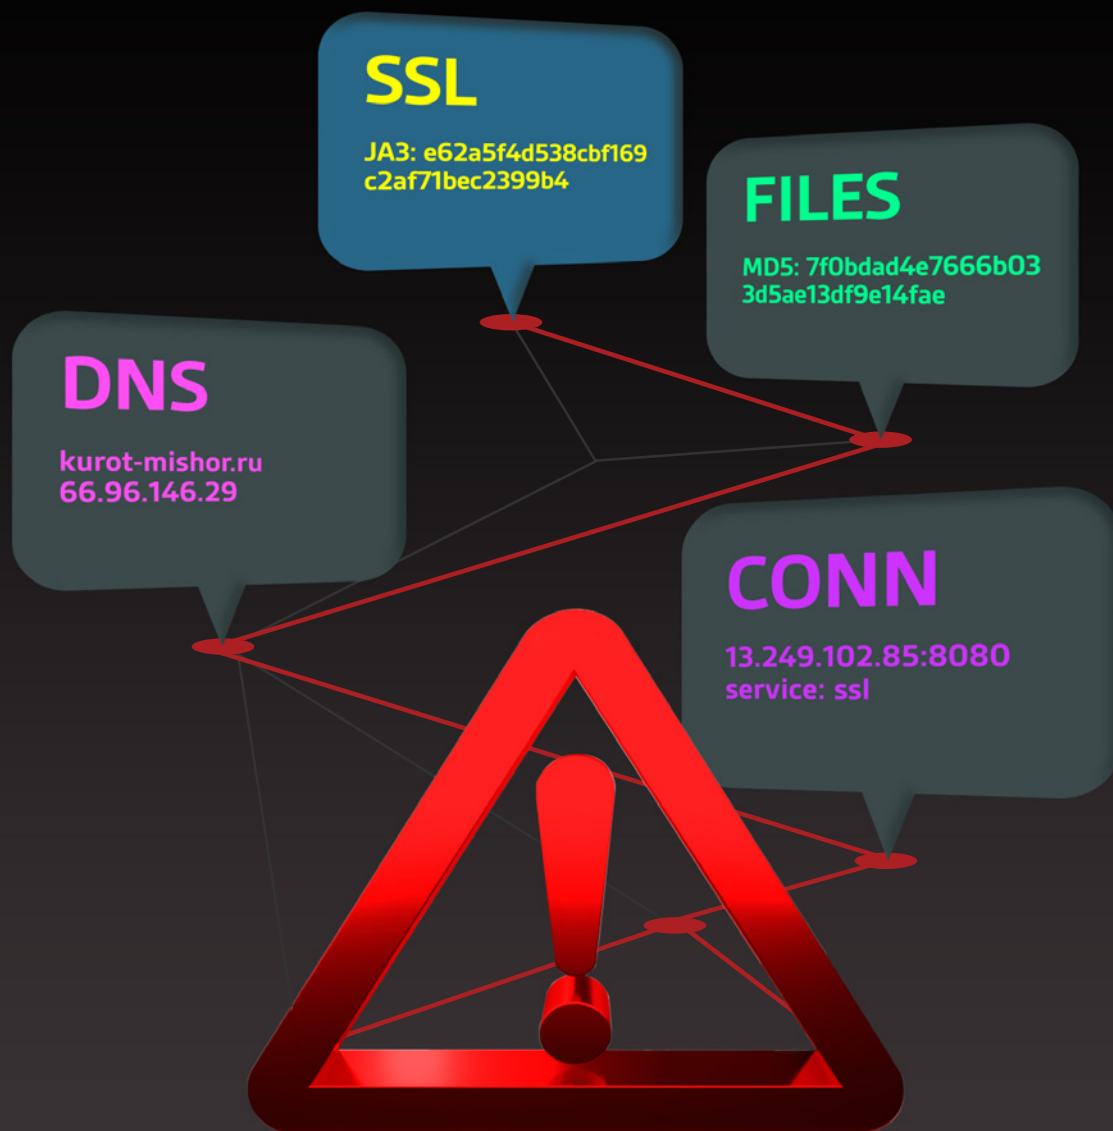 SSL
JA3: e62a5f4d538cbf169
c2af71bec2399b4
FILES
MD5: 7f0bdad4e7666b03
3d5ae13df9e14fae
DNS
kurot-mishor.ru
66.96.146.29
CONN
13.249.102.85:8080
service: ssl